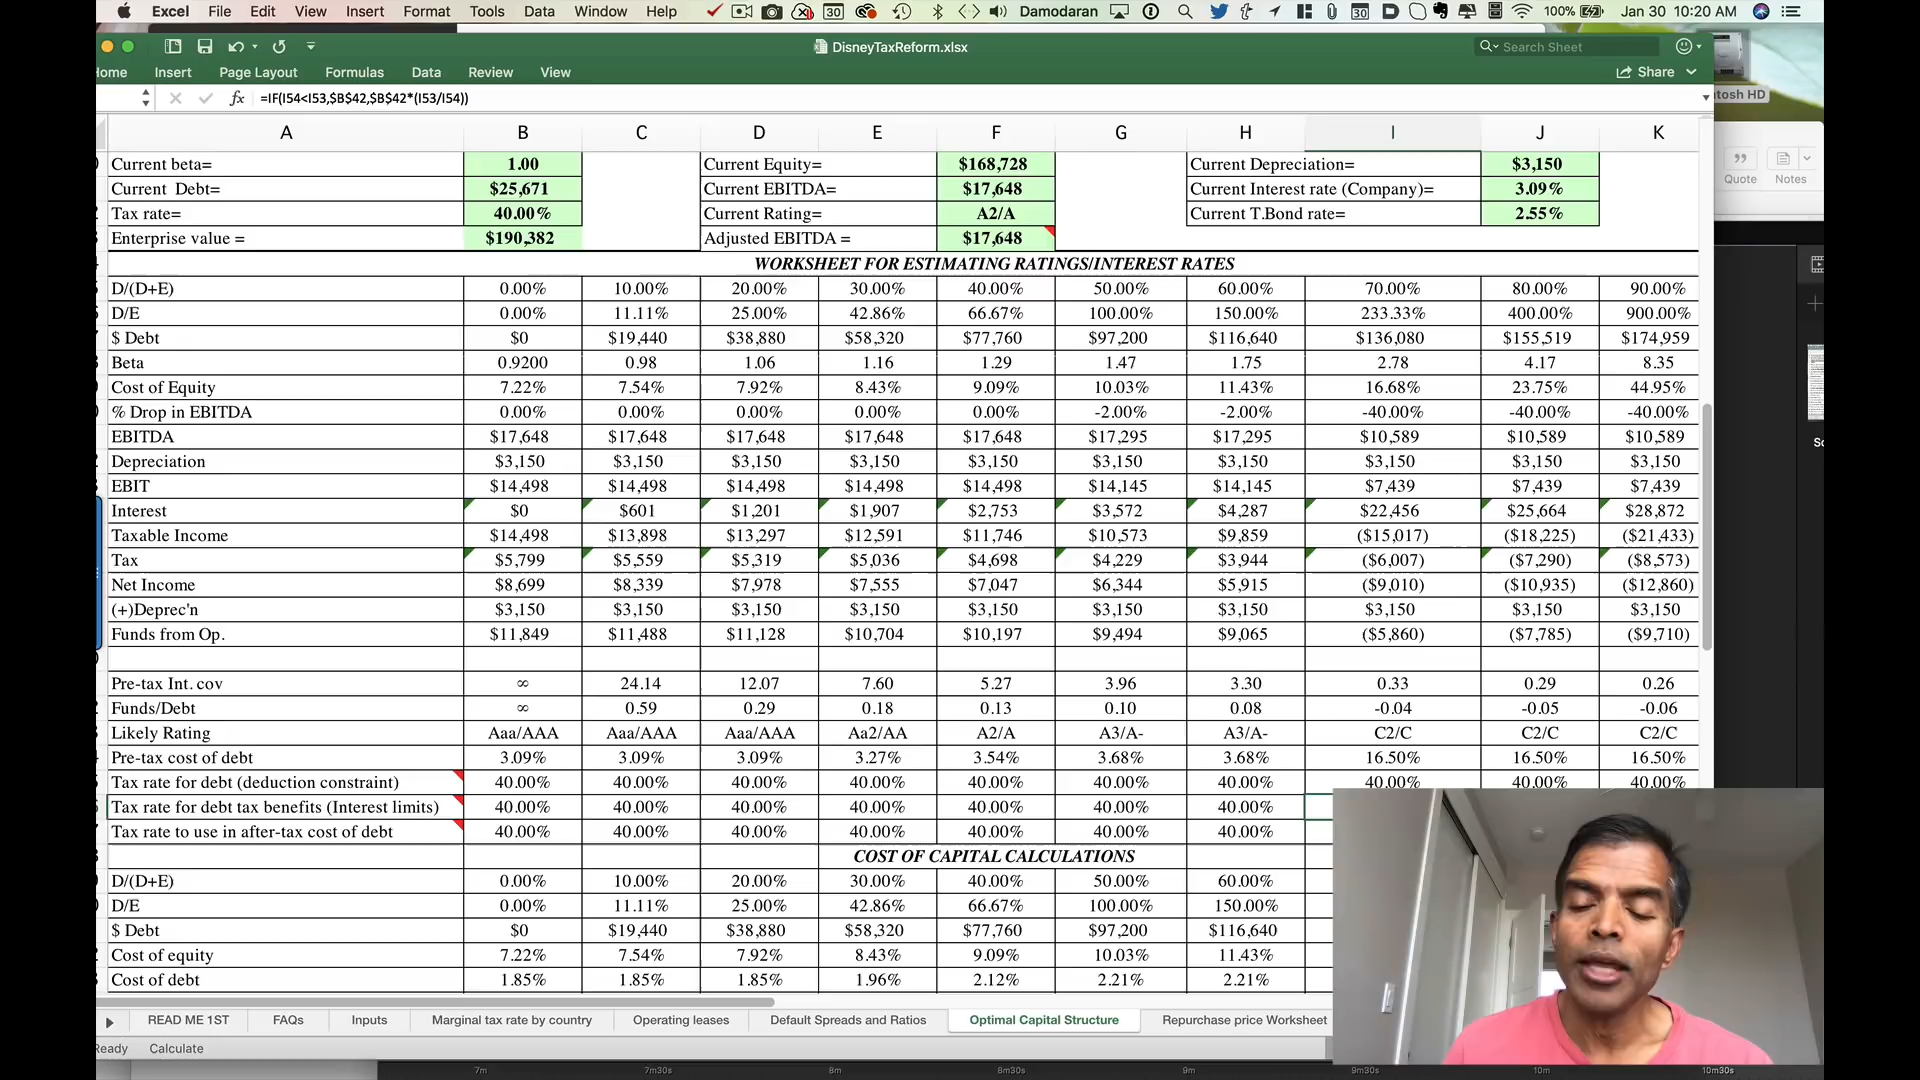 Excel File Edit View Insert Format Tools Data Window Help 30 Damodaran 30 100% Jan 30 10:20 AM
DisneyTaxReform.xlsx Search Sheet
Home Insert Page Layout Formulas Data Review View Share
fx =IF(I54<I53,$B$42,$B$42*(I53/I54)) tosh HD
A B C D E F G H I J K
Current beta= 1.00 Current Equity= $168,728 Current Depreciation= $3,150
Current Debt= $25,671 Current EBITDA= $17,648 Current Interest rate (Company)= 3.09%
Tax rate= 40.00% Current Rating= A2/A Current T.Bond rate= 2.55%
Enterprise value = $190,382 Adjusted EBITDA = $17,648
Quote Notes
WORKSHEET FOR ESTIMATING RATINGS/INTEREST RATES
D/(D+E) 0.00% 10.00% 20.00% 30.00% 40.00% 50.00% 60.00% 70.00% 80.00% 90.00%
D/E 0.00% 11.11% 25.00% 42.86% 66.67% 100.00% 150.00% 233.33% 400.00% 900.00%
$ Debt $0 $19,440 $38,880 $58,320 $77,760 $97,200 $116,640 $136,080 $155,519 $174,959
Beta 0.9200 0.98 1.06 1.16 1.29 1.47 1.75 2.78 4.17 8.35
Cost of Equity 7.22% 7.54% 7.92% 8.43% 9.09% 10.03% 11.43% 16.68% 23.75% 44.95%
% Drop in EBITDA 0.00% 0.00% 0.00% 0.00% 0.00% -2.00% -2.00% -40.00% -40.00% -40.00%
EBITDA $17,648 $17,648 $17,648 $17,648 $17,648 $17,295 $17,295 $10,589 $10,589 $10,589
Depreciation $3,150 $3,150 $3,150 $3,150 $3,150 $3,150 $3,150 $3,150 $3,150 $3,150
EBIT $14,498 $14,498 $14,498 $14,498 $14,498 $14,145 $14,145 $7,439 $7,439 $7,439
Interest $0 $601 $1,201 $1,907 $2,753 $3,572 $4,287 $22,456 $25,664 $28,872
Taxable Income $14,498 $13,898 $13,297 $12,591 $11,746 $10,573 $9,859 ($15,017) ($18,225) ($21,433)
Tax $5,799 $5,559 $5,319 $5,036 $4,698 $4,229 $3,944 ($6,007) ($7,290) ($8,573)
Net Income $8,699 $8,339 $7,978 $7,555 $7,047 $6,344 $5,915 ($9,010) ($10,935) ($12,860)
(+)Deprec'n $3,150 $3,150 $3,150 $3,150 $3,150 $3,150 $3,150 $3,150 $3,150 $3,150
Funds from Op. $11,849 $11,488 $11,128 $10,704 $10,197 $9,494 $9,065 ($5,860) ($7,785) ($9,710)
Pre-tax Int. cov ∞ 24.14 12.07 7.60 5.27 3.96 3.30 0.33 0.29 0.26
Funds/Debt ∞ 0.59 0.29 0.18 0.13 0.10 0.08 -0.04 -0.05 -0.06
Likely Rating Aaa/AAA Aaa/AAA Aaa/AAA Aa2/AA A2/A A3/A- A3/A- C2/C C2/C C2/C
Pre-tax cost of debt 3.09% 3.09% 3.09% 3.27% 3.54% 3.68% 3.68% 16.50% 16.50% 16.50%
Tax rate for debt (deduction constraint) 40.00% 40.00% 40.00% 40.00% 40.00% 40.00% 40.00% 40.00% 40.00% 40.00%
Tax rate for debt tax benefits (Interest limits) 40.00% 40.00% 40.00% 40.00% 40.00% 40.00% 40.00%
Tax rate to use in after-tax cost of debt 40.00% 40.00% 40.00% 40.00% 40.00% 40.00% 40.00%
COST OF CAPITAL CALCULATIONS
D/(D+E) 0.00% 10.00% 20.00% 30.00% 40.00% 50.00% 60.00%
D/E 0.00% 11.11% 25.00% 42.86% 66.67% 100.00% 150.00%
$ Debt $0 $19,440 $38,880 $58,320 $77,760 $97,200 $116,640
Cost of equity 7.22% 7.54% 7.92% 8.43% 9.09% 10.03% 11.43%
Cost of debt 1.85% 1.85% 1.85% 1.96% 2.12% 2.21% 2.21%
READ ME 1ST FAQs Inputs Marginal tax rate by country Operating leases Default Spreads and Ratios Optimal Capital Structure Repurchase price Worksheet
Ready Calculate
7m 7m30s 8m 8m30s 9m 9m30s 10m 10m30s